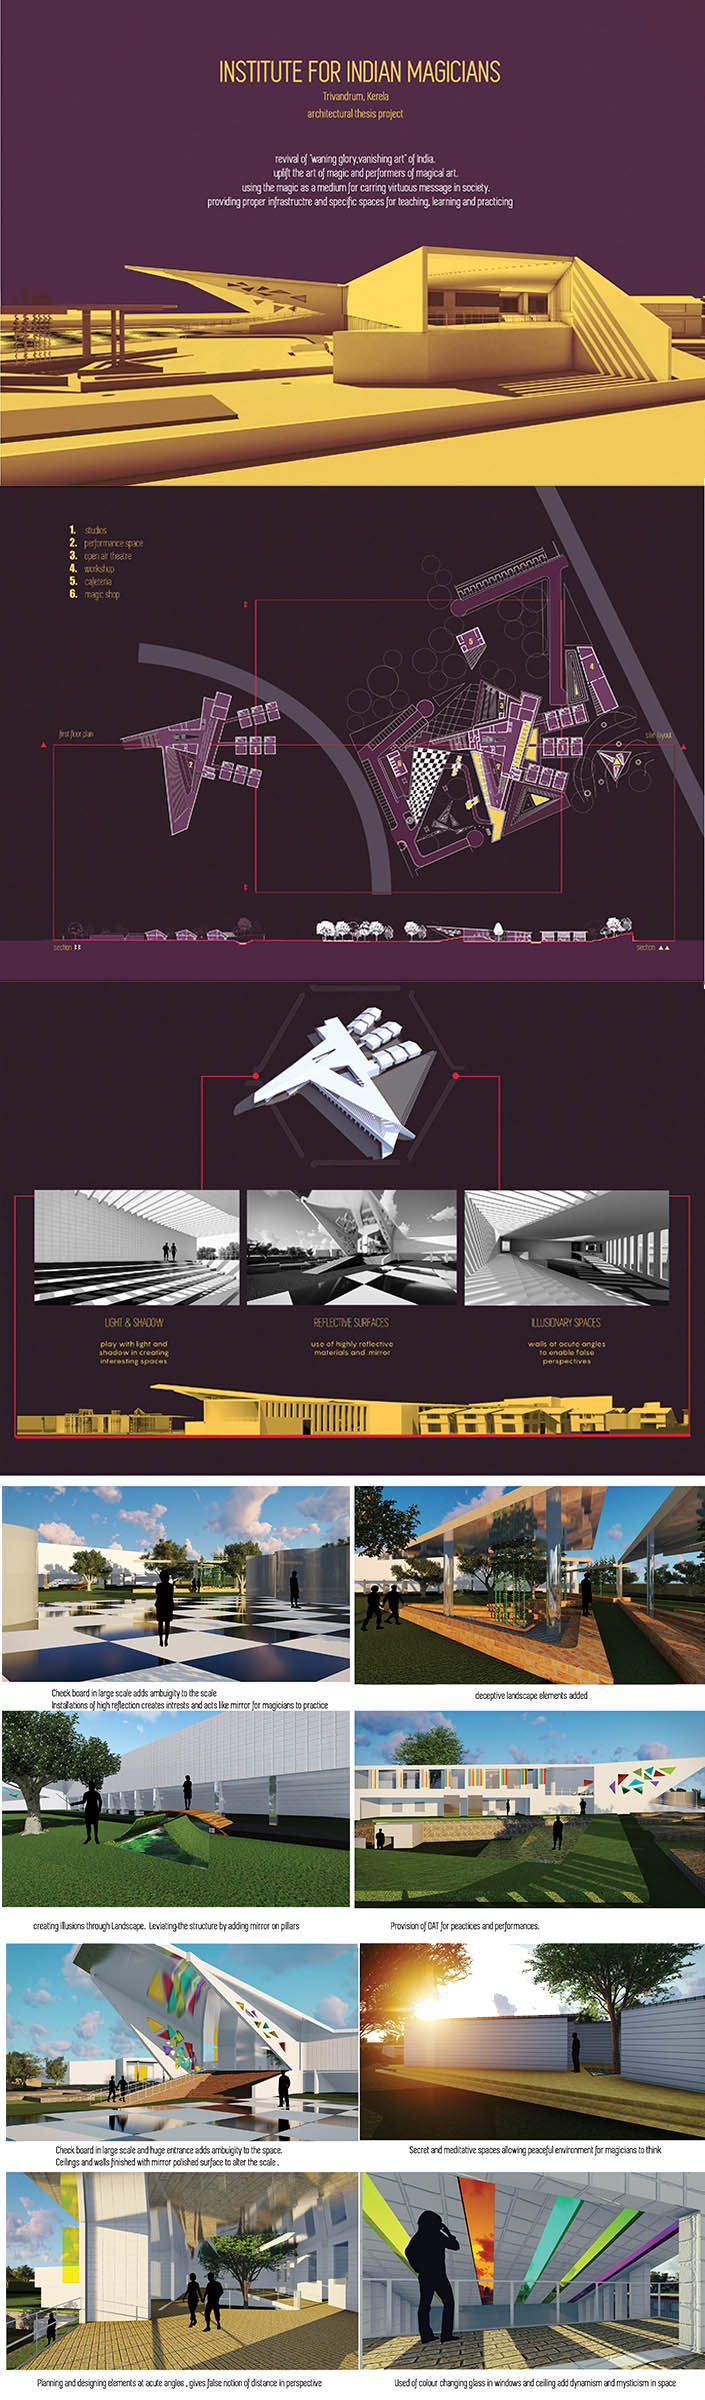 INSTITUTE FOR INDIAN MAGICIANS
Trivandrum, Kerela
architectural thesis project
revival of "waning glory,vanishing art" of India.
uplift the art of magic and performers of magical art.
using the magic as a medium for carring virtuous message in society.
providing proper infrastructre and specific spaces for teaching, learning and practicing
1. studios
2. performance space
3. open air theatre
4. workshop
5. cafeteria
6. magic shop
first floor plan
site layout
section BB
section
LIGHT & SHADOW
play with light and
shadow in creating
interesting spaces
REFLECTIVE SURFACES
use of highly reflective
materials and mirror
ILLUSIONARY SPACES
walls at acute angles
to enable false
perspectives
Check board in large scale adds ambuigity to the scale
Installations of high reflection creates intrests and acts like mirror for magicians to practice
deceptive landscape elements added
creating illusions through Landscape. Leviating the structure by adding mirror on pillars
Provision of OAT for peactices and performances.
Check board in large scale and huge entrance adds ambuigity to the space.
Ceilings and walls finished with mirror polished surface to alter the scale .
Secret and meditative spaces allowing peaceful environment for magicians to think
Planning and designing elements at acute angles , gives false notion of distance in perspective
Used of colour changing glass in windows and ceiling add dynamism and mysticism in space